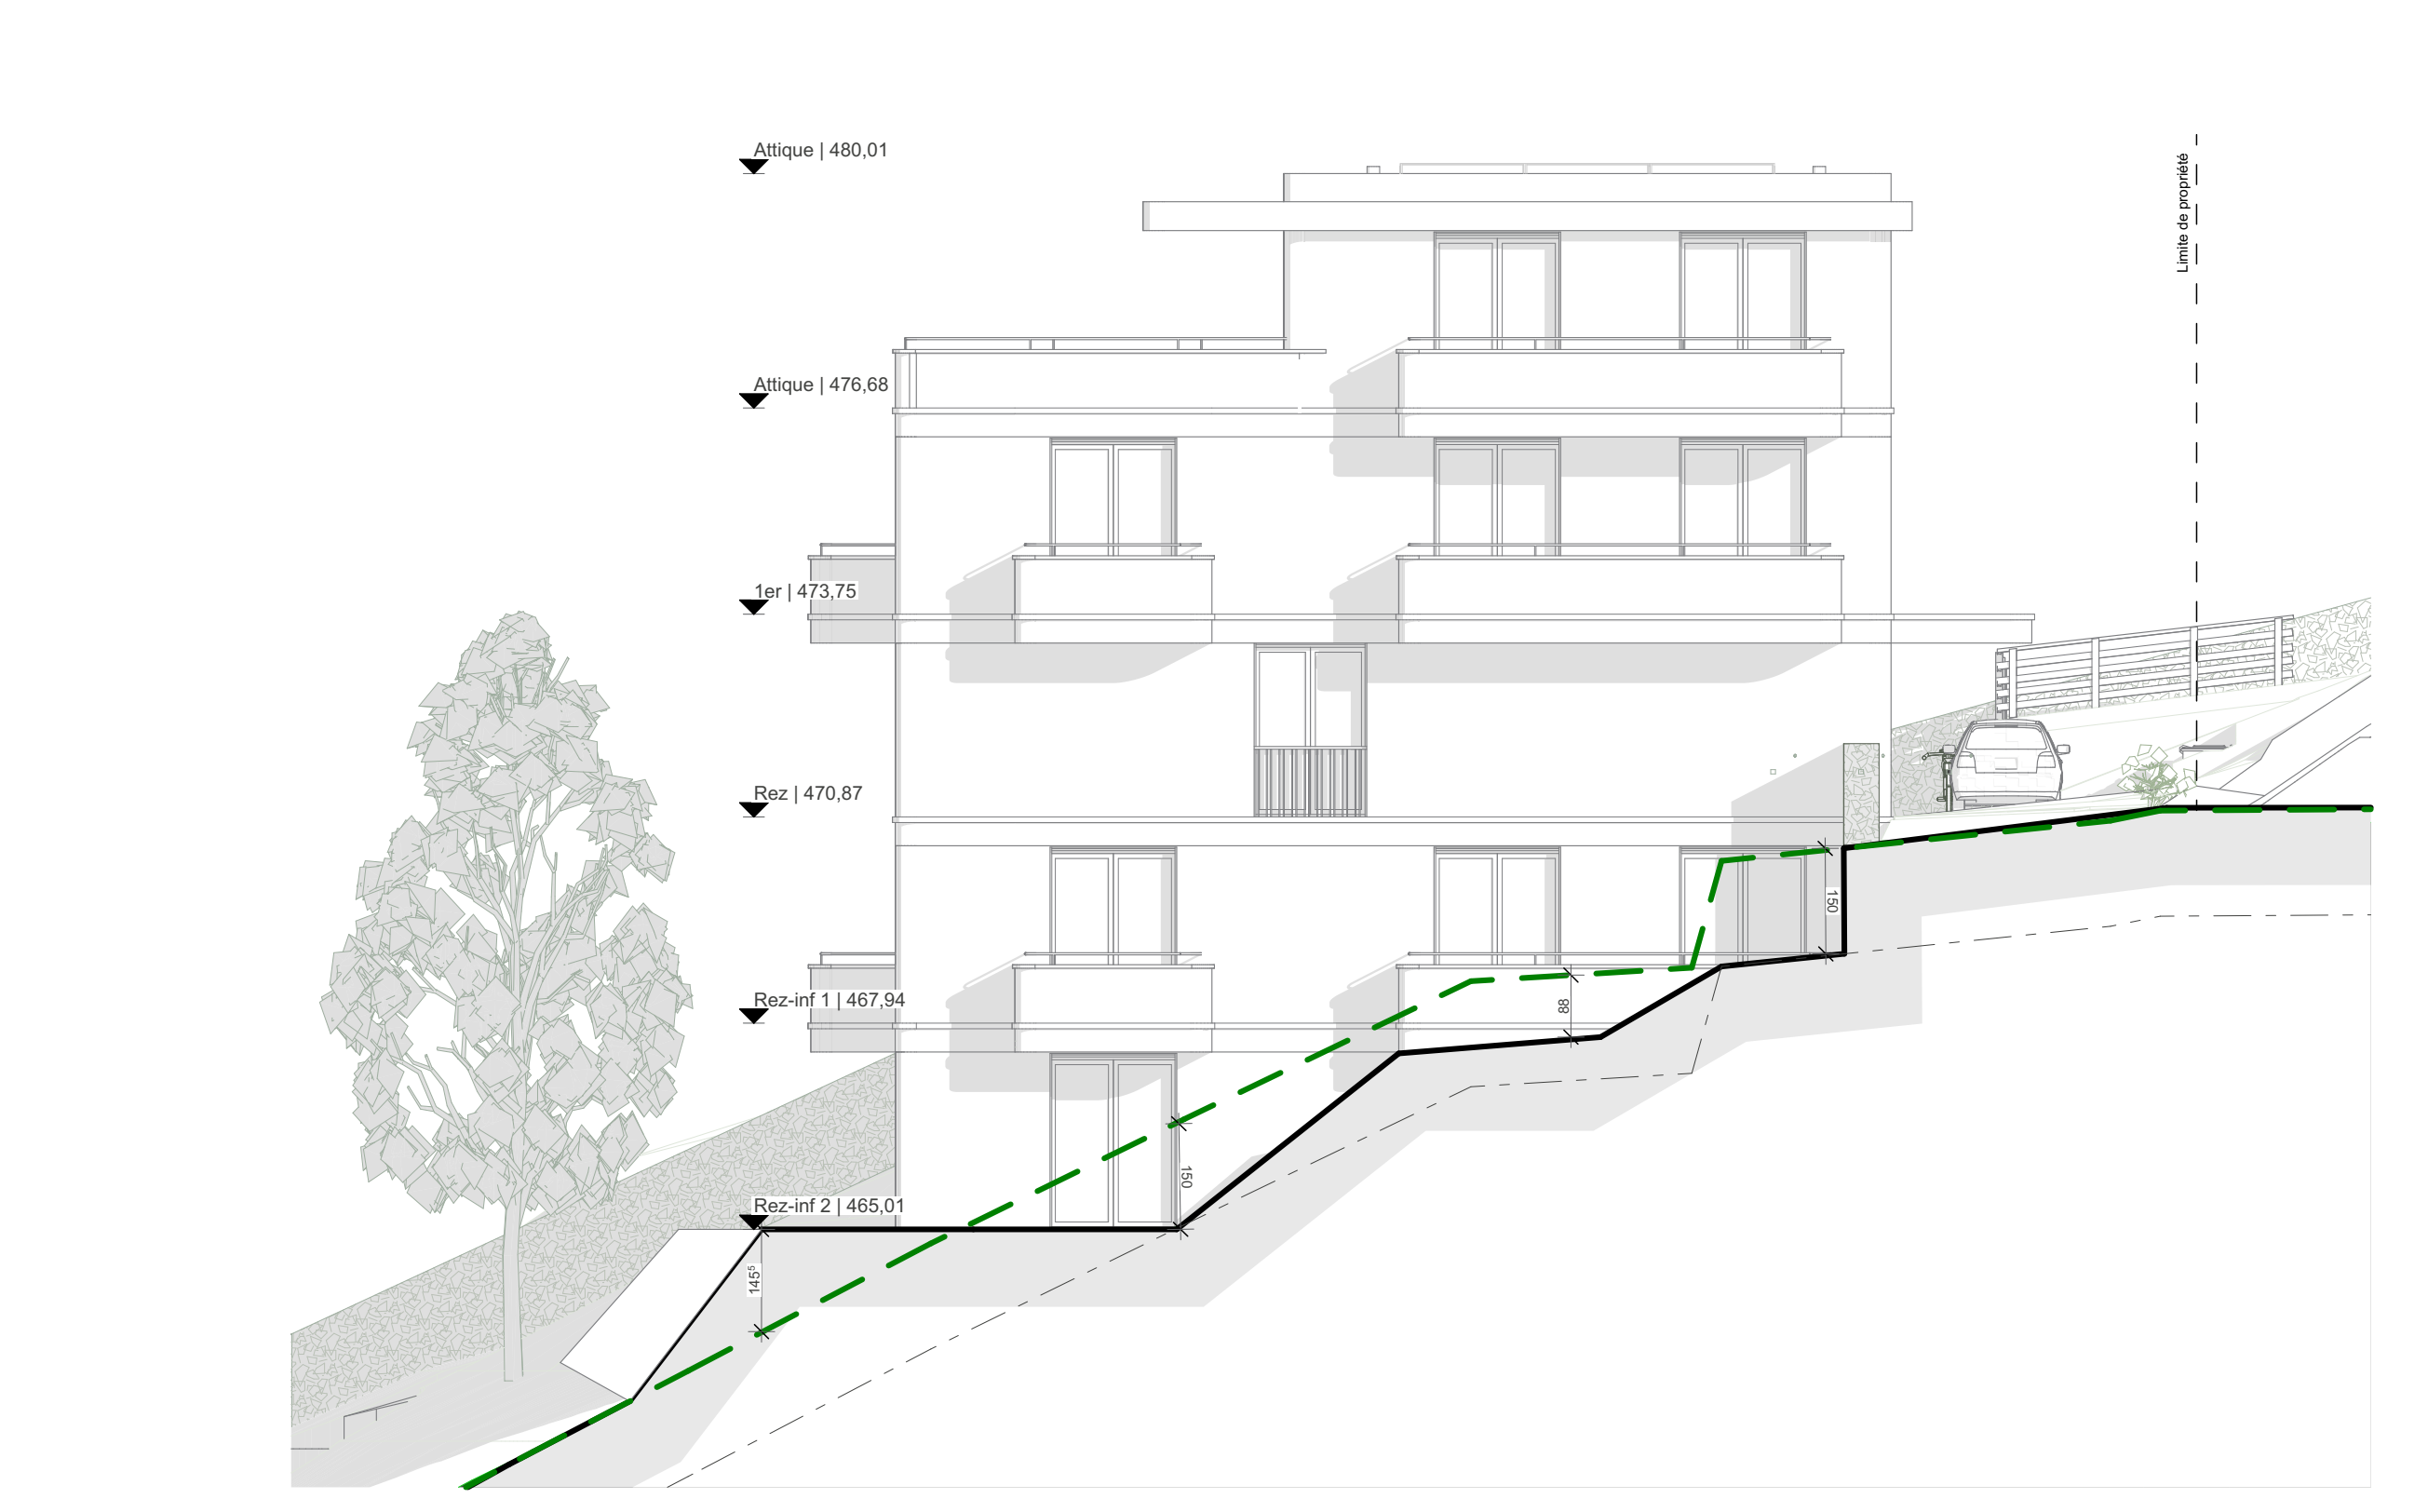 Attique | 480,01
Limite de propriété
Attique | 476,68
1er | 473,75
Rez | 470,87
150
Rez-inf 1 | 467,94
88
150
Rez-inf 2 | 465,01
145⁵